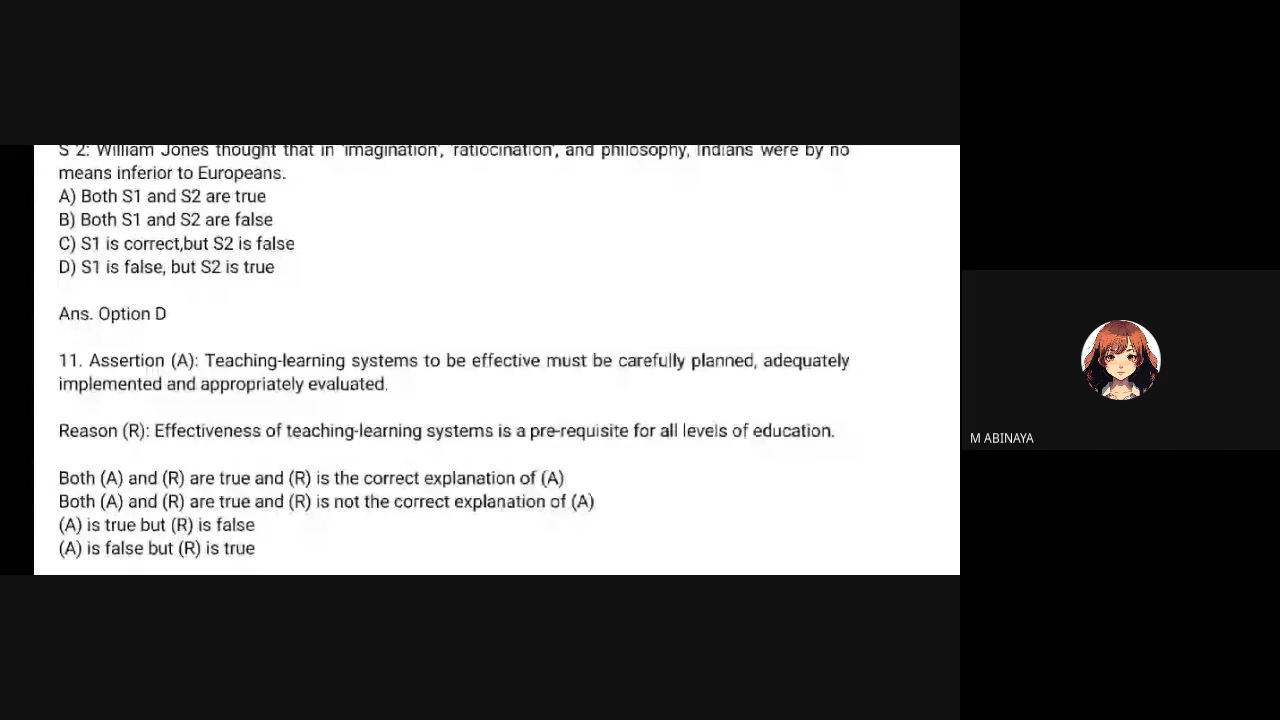 S 2: William Jones thought that in 'imagination', 'ratiocination', and philosophy, Indians were by no
means inferior to Europeans.
A) Both S1 and S2 are true
B) Both S1 and S2 are false
C) S1 is correct,but S2 is false
D) S1 is false, but S2 is true
Ans. Option D
11. Assertion (A): Teaching-learning systems to be effective must be carefully planned, adequately
implemented and appropriately evaluated.
Reason (R): Effectiveness of teaching-learning systems is a pre-requisite for all levels of education.
Both (A) and (R) are true and (R) is the correct explanation of (A)
Both (A) and (R) are true and (R) is not the correct explanation of (A)
(A) is true but (R) is false
(A) is false but (R) is true
M ABINAYA